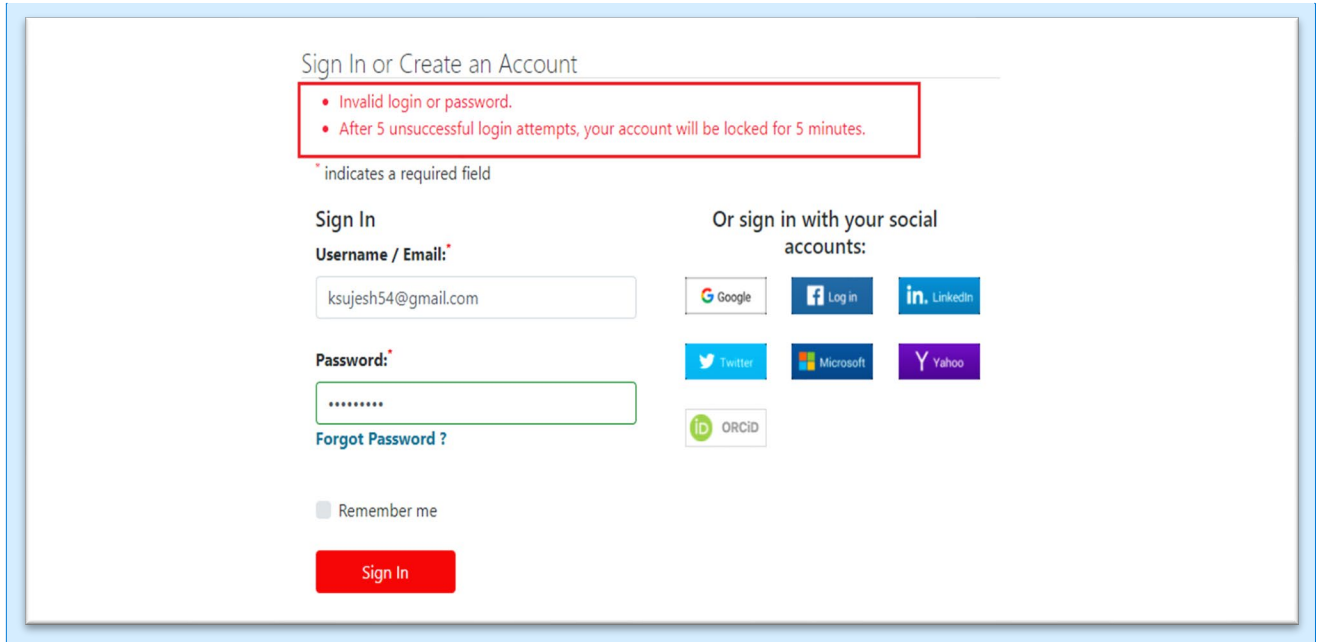 Sign In or Create an Account
• Invalid login or password.
• After 5 unsuccessful login attempts, your account will be locked for 5 minutes.
* indicates a required field
Sign In
Username / Email:*
ksujesh54@gmail.com
Password:*
•••••••••
Forgot Password ?
Remember me
Sign In
Or sign in with your social
accounts:
Google
Log in
in. LinkedIn
Twitter
Microsoft
Y Yahoo
iD ORCID